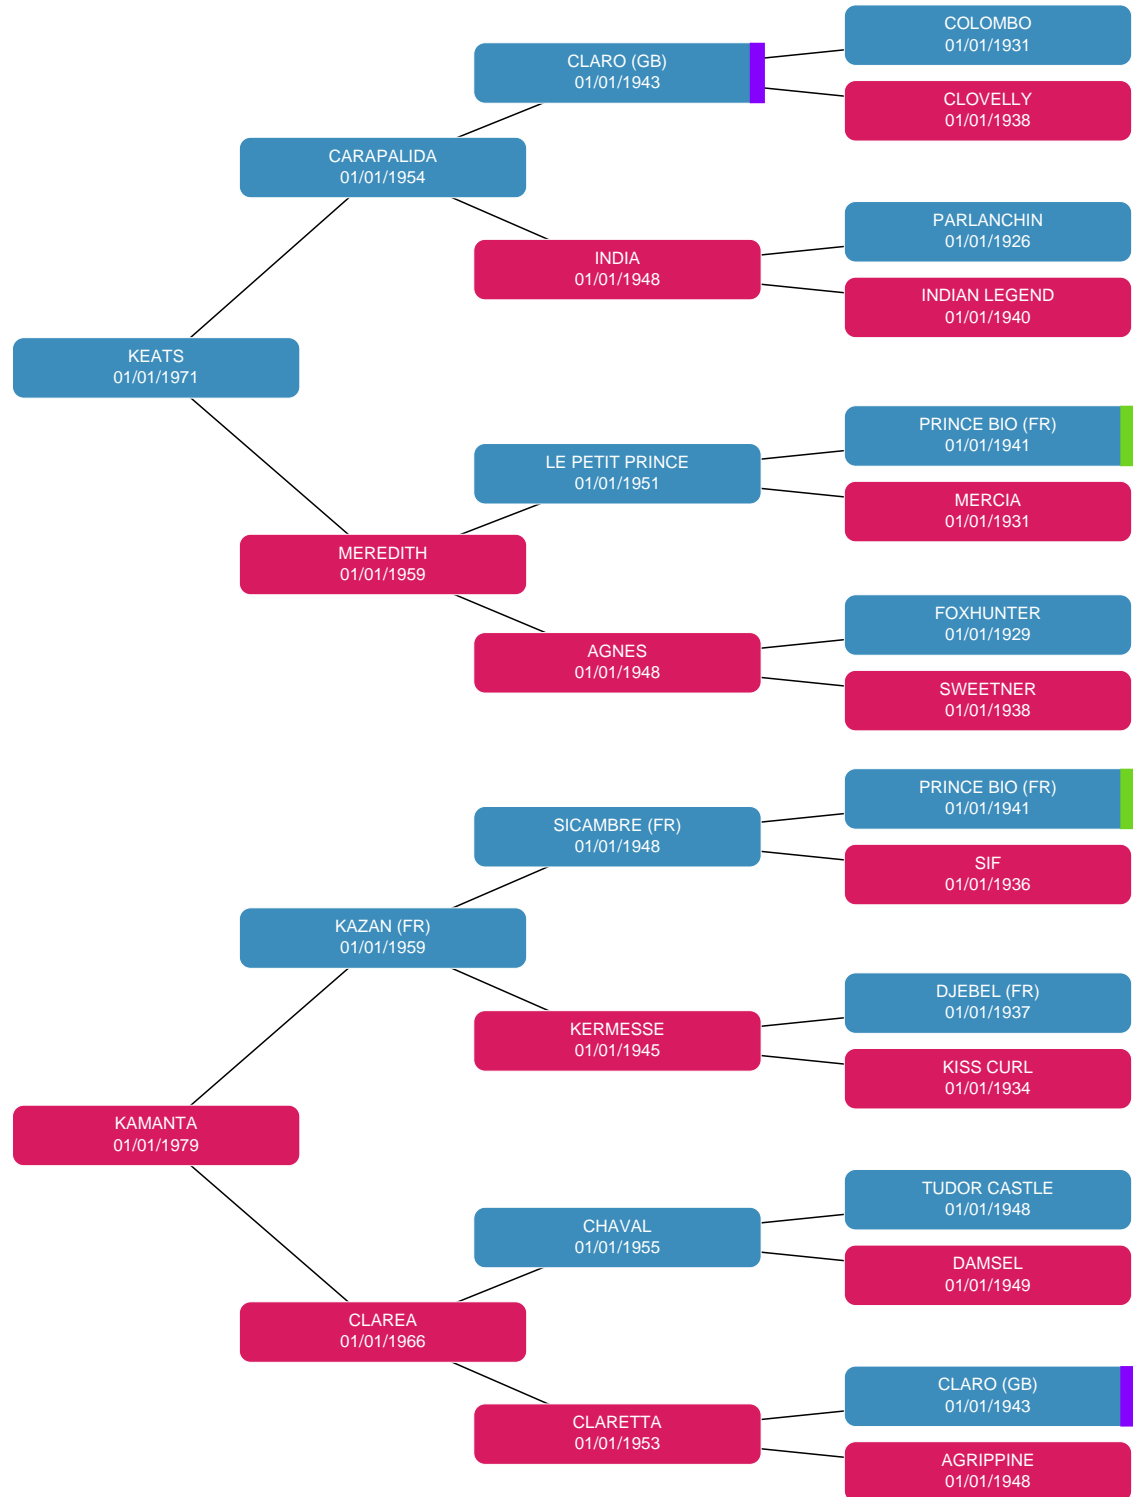 COLOMBO
01/01/1931
CLARO (GB)
01/01/1943
CLOVELLY
01/01/1938
CARAPALIDA
01/01/1954
PARLANCHIN
01/01/1926
INDIA
01/01/1948
INDIAN LEGEND
01/01/1940
KEATS
01/01/1971
PRINCE BIO (FR)
01/01/1941
LE PETIT PRINCE
01/01/1951
MERCIA
01/01/1931
MEREDITH
01/01/1959
FOXHUNTER
01/01/1929
AGNES
01/01/1948
SWEETNER
01/01/1938
PRINCE BIO (FR)
01/01/1941
SICAMBRE (FR)
01/01/1948
SIF
01/01/1936
KAZAN (FR)
01/01/1959
DJEBEL (FR)
01/01/1937
KERMESSE
01/01/1945
KISS CURL
01/01/1934
KAMANTA
01/01/1979
TUDOR CASTLE
01/01/1948
CHAVAL
01/01/1955
DAMSEL
01/01/1949
CLAREA
01/01/1966
CLARO (GB)
01/01/1943
CLARETTA
01/01/1953
AGRIPPINE
01/01/1948